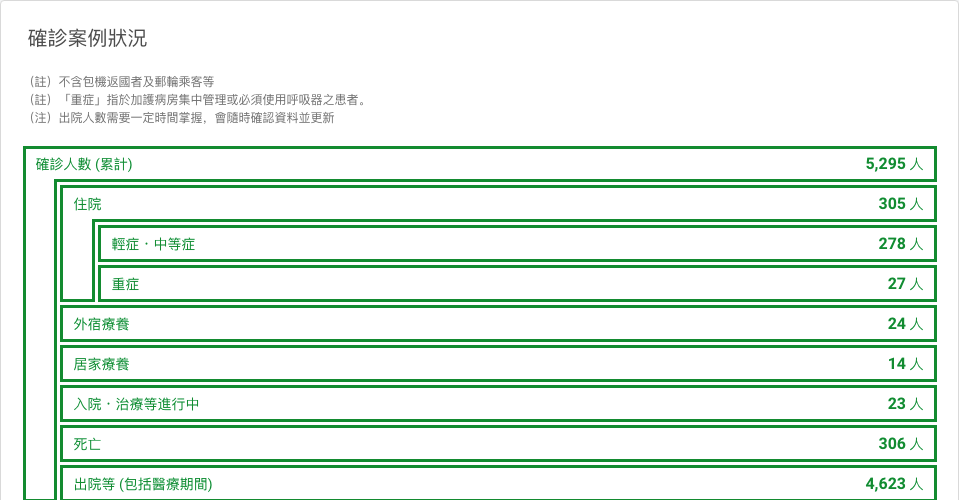 確診案例狀況
（註）不含包機返國者及郵輪乘客等
（註）「重症」指於加護病房集中管理或必須使用呼吸器之患者。
（注）出院人數需要一定時間掌握，會隨時確認資料並更新
確診人數 (累計) 5,295 人
住院 305 人
輕症・中等症 278 人
重症 27 人
外宿療養 24 人
居家療養 14 人
入院・治療等進行中 23 人
死亡 306 人
出院等 (包括醫療期間) 4,623 人